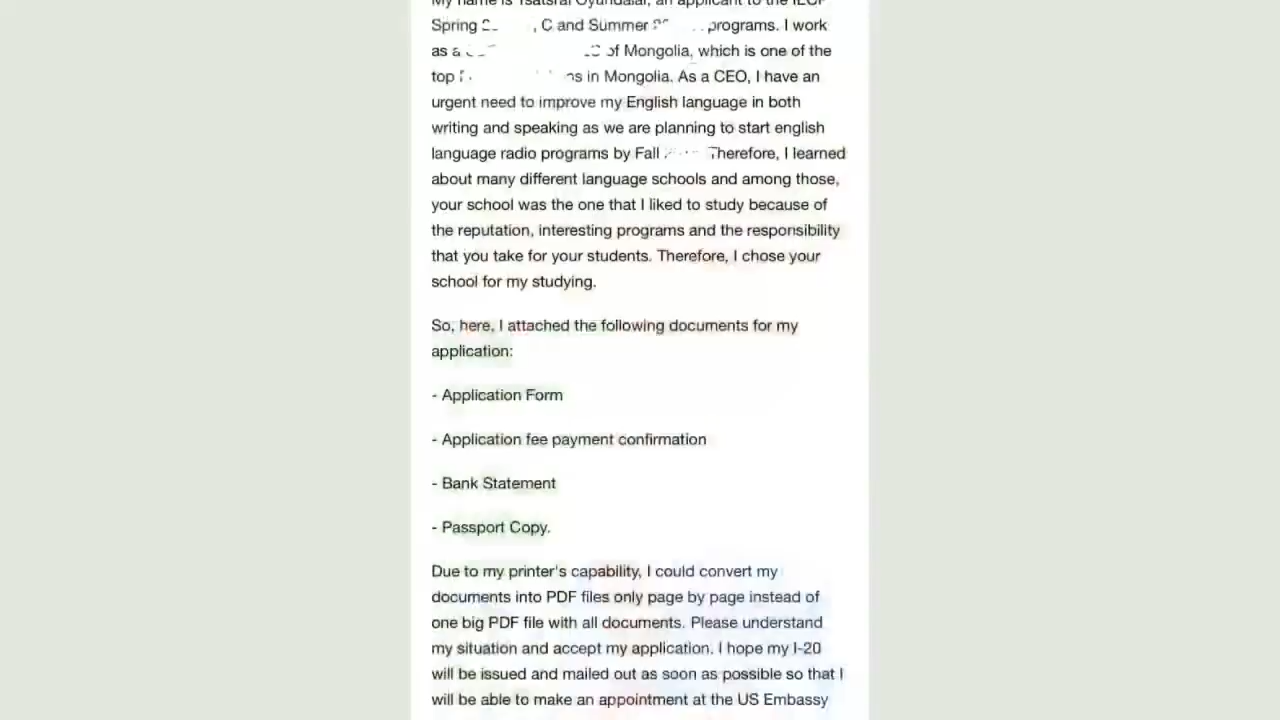 My name is Tsatsral Oyundalai, an applicant to the IECP
Spring C and Summer programs. I work
as a of Mongolia, which is one of the
top in Mongolia. As a CEO, I have an
urgent need to improve my English language in both
writing and speaking as we are planning to start english
language radio programs by Fall Therefore, I learned
about many different language schools and among those,
your school was the one that I liked to study because of
the reputation, interesting programs and the responsibility
that you take for your students. Therefore, I chose your
school for my studying.
So, here, I attached the following documents for my
application:
- Application Form
- Application fee payment confirmation
- Bank Statement
- Passport Copy.
Due to my printer's capability, I could convert my
documents into PDF files only page by page instead of
one big PDF file with all documents. Please understand
my situation and accept my application. I hope my I-20
will be issued and mailed out as soon as possible so that I
will be able to make an appointment at the US Embassy